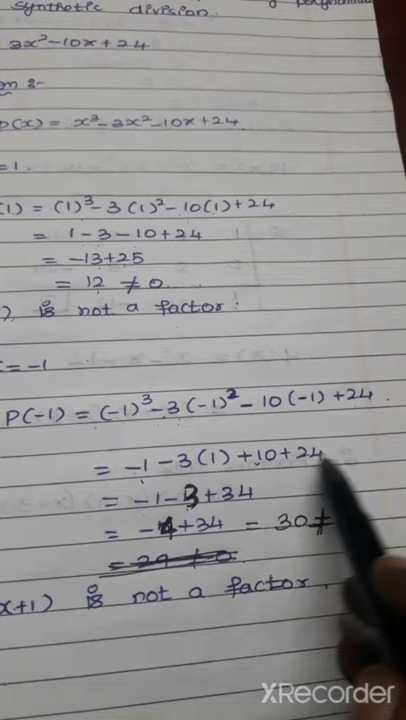 synthetic division.
3x²-10x+24
P(x) = x³-3x²-10x+24
=1.
(1) = (1)³-3(1)²-10(1)+24
= 1-3-10+24
= -13+25
= 12 ≠ 0.
) is not a factor.
= -1
P(-1) = (-1)³-3(-1)²-10(-1)+24.
= -1-3(1)+10+24
= -1-3+34
= -4+34 = 30≠
x+1) is not a factor.
XRecorder